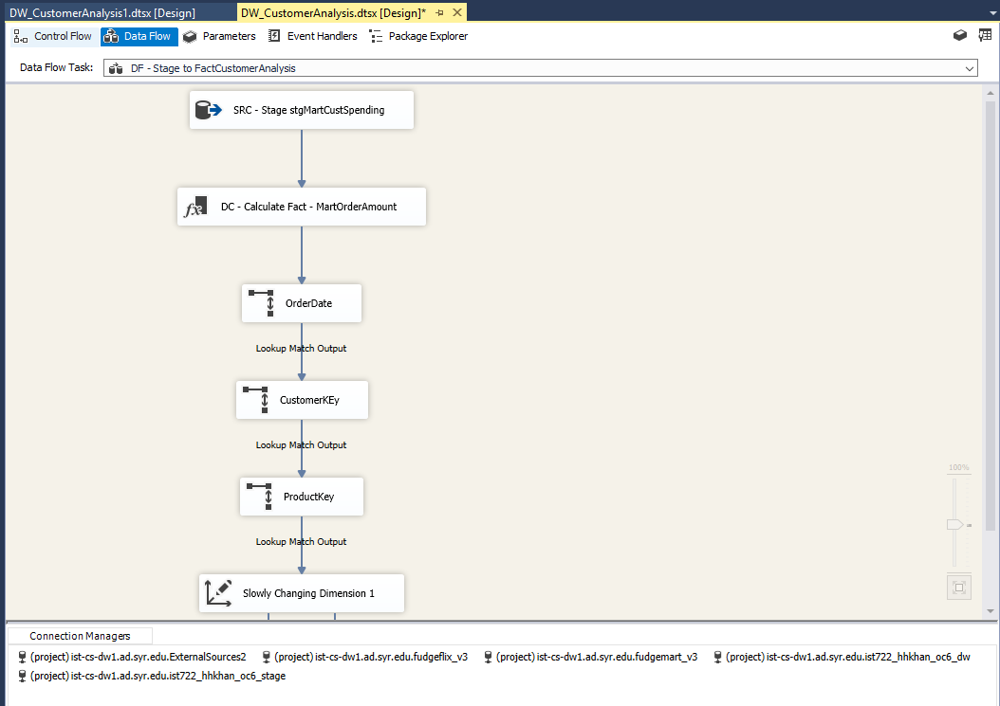 DW_CustomerAnalysis1.dtsx [Design]
DW_CustomerAnalysis.dtsx [Design]*
Control Flow
Data Flow
Parameters
Event Handlers
Package Explorer
Data Flow Task:
DF - Stage to FactCustomerAnalysis
SRC - Stage stgMartCustSpending
DC - Calculate Fact - MartOrderAmount
OrderDate
Lookup Match Output
CustomerKEy
Lookup Match Output
ProductKey
Lookup Match Output
Slowly Changing Dimension 1
100%
Connection Managers
(project) ist-cs-dw1.ad.syr.edu.ExternalSources2
(project) ist-cs-dw1.ad.syr.edu.fudgeflix_v3
(project) ist-cs-dw1.ad.syr.edu.fudgemart_v3
(project) ist-cs-dw1.ad.syr.edu.ist722_hhkhan_oc6_dw
(project) ist-cs-dw1.ad.syr.edu.ist722_hhkhan_oc6_stage